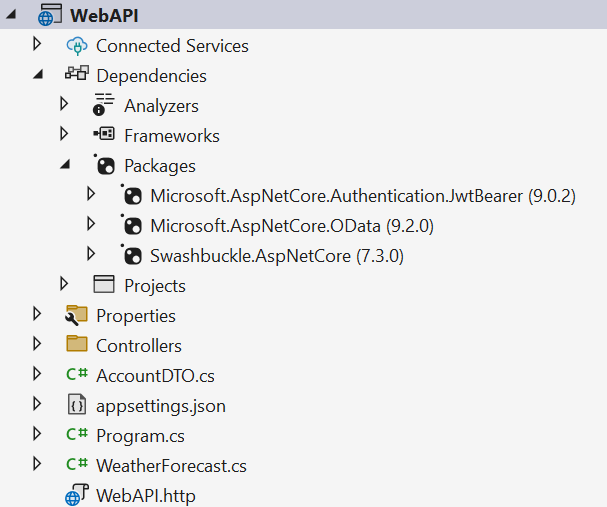 WebAPI
Connected Services
Dependencies
Analyzers
Frameworks
Packages
Microsoft.AspNetCore.Authentication.JwtBearer (9.0.2)
Microsoft.AspNetCore.OData (9.2.0)
Swashbuckle.AspNetCore (7.3.0)
Projects
Properties
Controllers
C# AccountDTO.cs
appsettings.json
C# Program.cs
C# WeatherForecast.cs
WebAPI.http